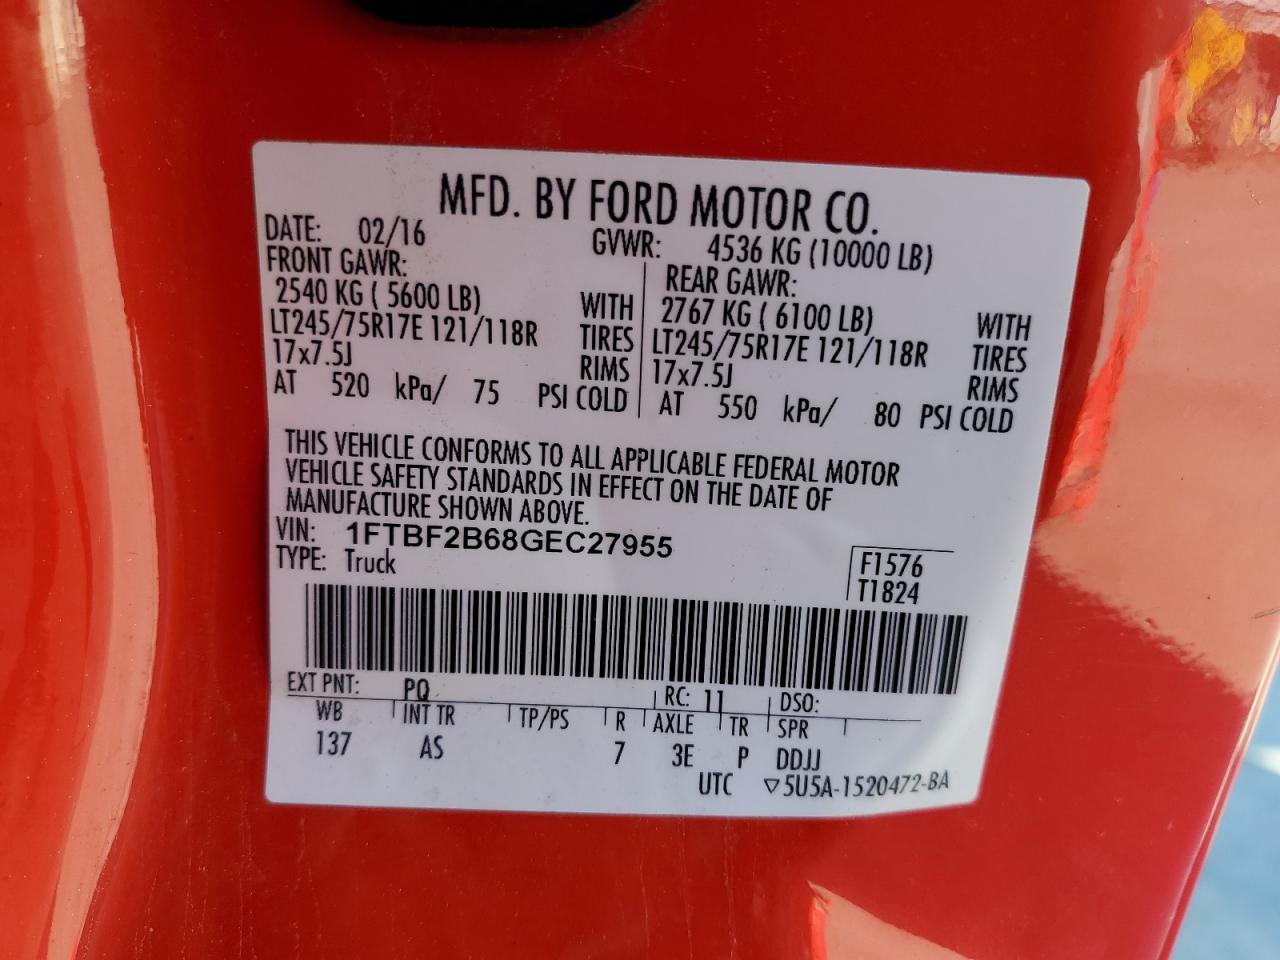 MFD. BY FORD MOTOR CO.
DATE: 02/16 GVWR: 4536 KG (10000 LB)
FRONT GAWR: REAR GAWR:
2540 KG ( 5600 LB) WITH 2767 KG ( 6100 LB) WITH
LT245/75R17E 121/118R TIRES LT245/75R17E 121/118R TIRES
17x7.5J RIMS 17x7.5J RIMS
AT 520 kPa/ 75 PSI COLD AT 550 kPa/ 80 PSI COLD
THIS VEHICLE CONFORMS TO ALL APPLICABLE FEDERAL MOTOR
VEHICLE SAFETY STANDARDS IN EFFECT ON THE DATE OF
MANUFACTURE SHOWN ABOVE.
VIN: 1FTBF2B68GEC27955
TYPE: Truck F1576
T1824
EXT PNT: PQ RC: 11 DSO:
WB INT TR TP/PS R AXLE TR SPR
137 AS 7 3E P DDJJ
UTC ▽5U5A-1520472-BA